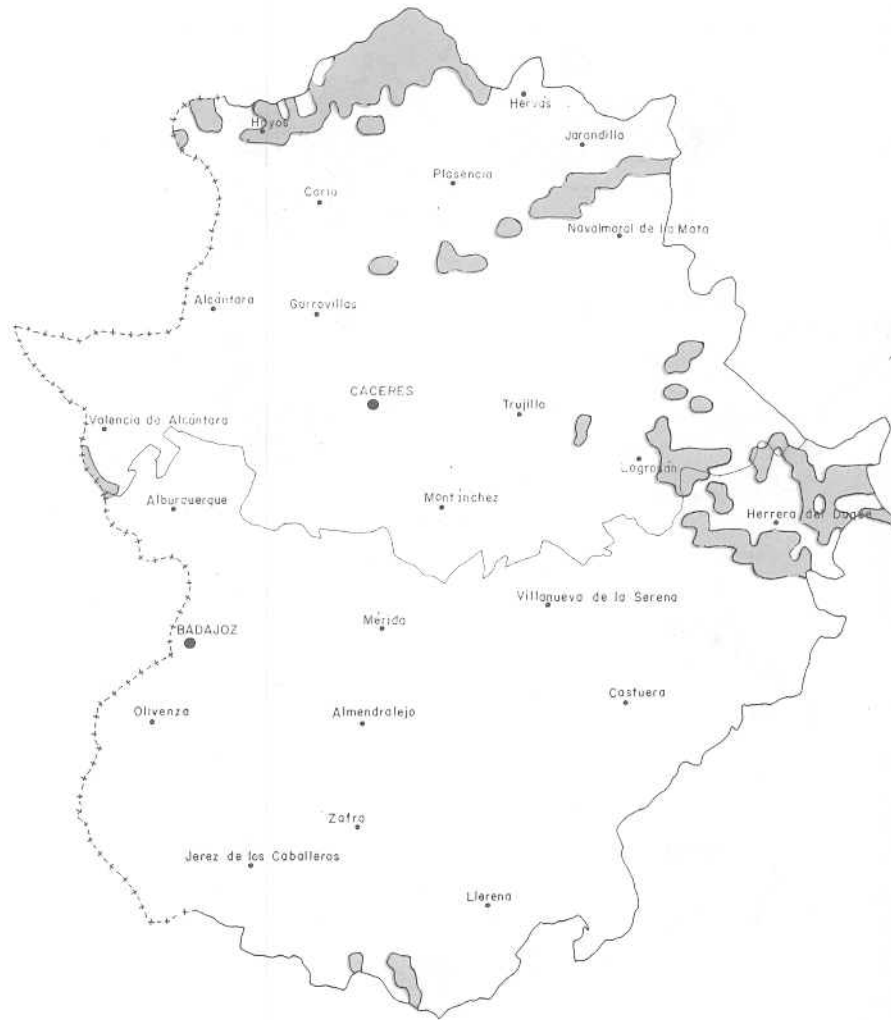 Hervás
Hoyos
Jarandilla
Plasencia
Coria
Navalmoral de la Mata
Alcántara
Garrovillas
CACERES
Trujillo
Valencia de Alcántara
Logrosán
Alburquerque
Montánchez
Herrera del Duque
Villanueva de la Serena
Mérida
BADAJOZ
Castuera
Olivenza
Almendralejo
Zafra
Jerez de los Caballeros
Llerena